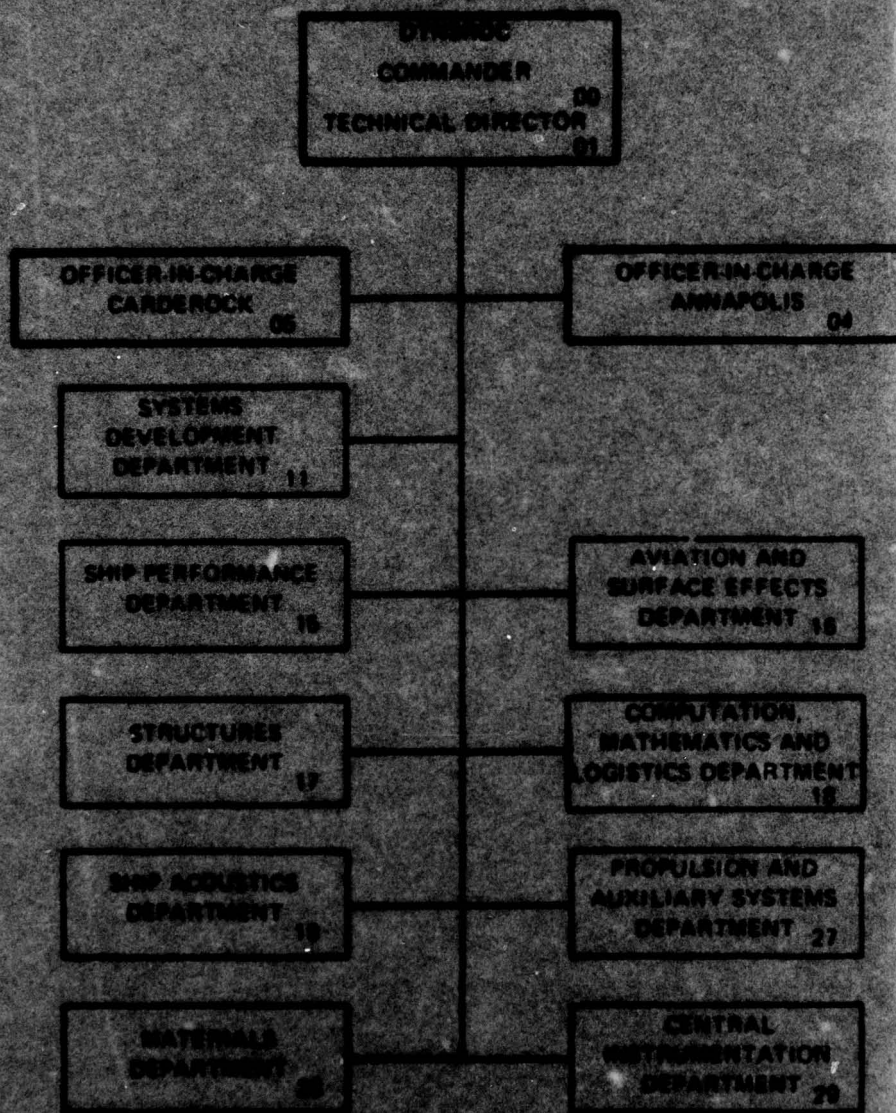 DTNSRDC
COMMANDER
00
TECHNICAL DIRECTOR
01
OFFICER-IN-CHARGE
CARDEROCK
05
OFFICER-IN-CHARGE
ANNAPOLIS
04
SYSTEMS
DEVELOPMENT
DEPARTMENT
11
SHIP PERFORMANCE
DEPARTMENT
15
AVIATION AND
SURFACE EFFECTS
DEPARTMENT
16
STRUCTURES
DEPARTMENT
17
COMPUTATION,
MATHEMATICS AND
LOGISTICS DEPARTMENT
18
SHIP ACOUSTICS
DEPARTMENT
19
PROPULSION AND
AUXILIARY SYSTEMS
DEPARTMENT
27
MATERIALS
DEPARTMENT
28
CENTRAL
INSTRUMENTATION
DEPARTMENT
29